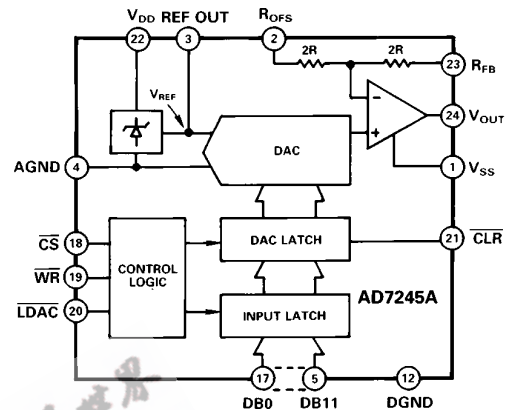 VDD REF OUT ROFS
22 3 2
2R 2R
23 RFB
VREF
24 VOUT
DAC
AGND 4
1 VSS
CS 18
DAC LATCH
21 CLR
WR 19
CONTROL LOGIC
AD7245A
LDAC 20
INPUT LATCH
17 5 12
DB0 DB11 DGND